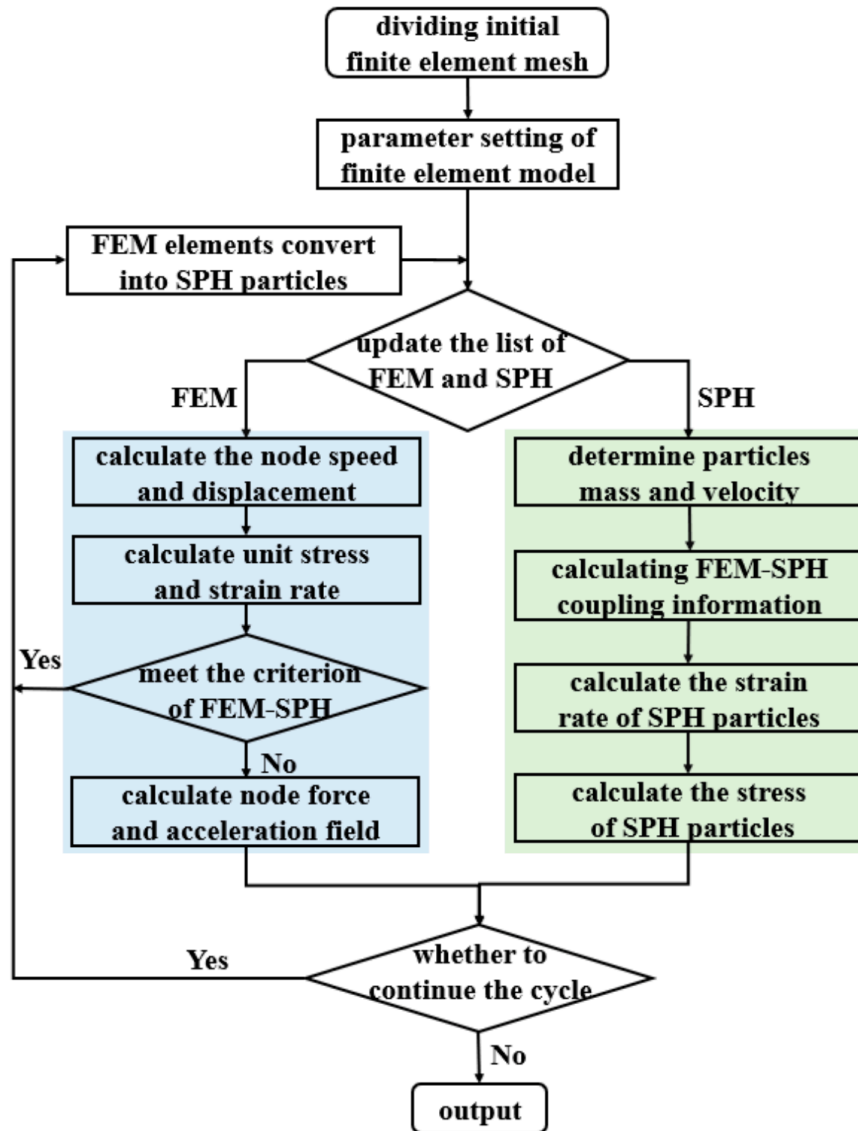 dividing initial
finite element mesh
parameter setting of
finite element model
FEM elements convert
into SPH particles
update the list of
FEM and SPH
FEM
SPH
calculate the node speed
and displacement
calculate unit stress
and strain rate
Yes
meet the criterion
of FEM-SPH
No
calculate node force
and acceleration field
determine particles
mass and velocity
calculating FEM-SPH
coupling information
calculate the strain
rate of SPH particles
calculate the stress
of SPH particles
Yes
whether to
continue the cycle
No
output